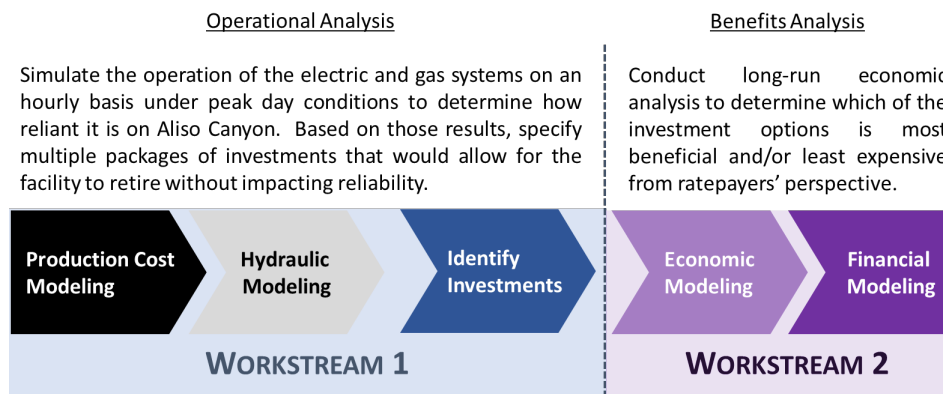 Operational Analysis
Simulate the operation of the electric and gas systems on an
hourly basis under peak day conditions to determine how
reliant it is on Aliso Canyon.  Based on those results, specify
multiple packages of investments that would allow for the
facility to retire without impacting reliability.
Benefits Analysis
Conduct long-run economic
analysis to determine which of the
investment options is most
beneficial and/or least expensive
from ratepayers' perspective.
Production Cost
Modeling
Hydraulic
Modeling
Identify
Investments
Economic
Modeling
Financial
Modeling
WORKSTREAM 1
WORKSTREAM 2